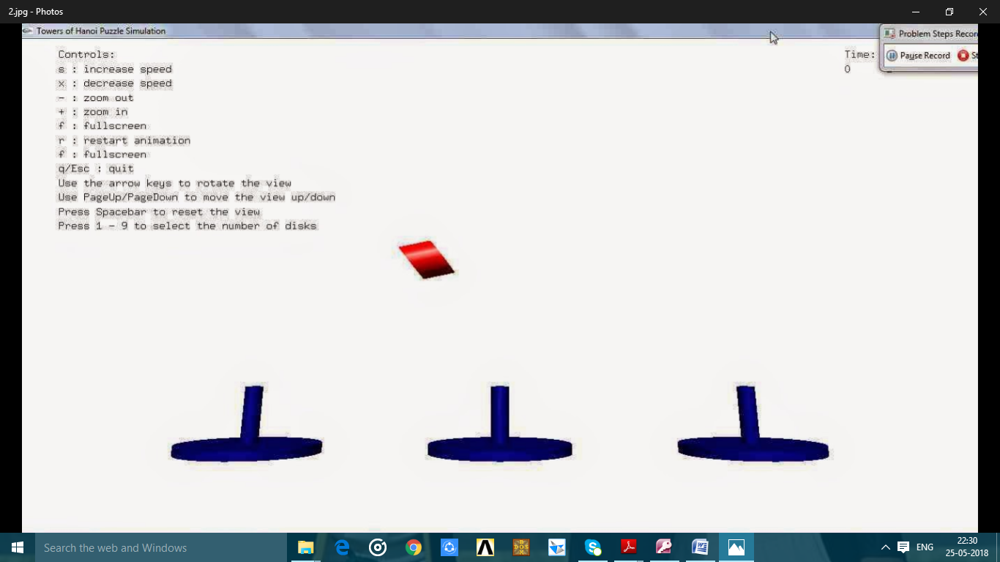 2.jpg - Photos
Towers of Hanoi Puzzle Simulation
Problem Steps Recor
Pause Record
St
Controls:
s : increase speed
x : decrease speed
- : zoom out
+ : zoom in
f : fullscreen
r : restart animation
f : fullscreen
q/Esc : quit
Use the arrow keys to rotate the view
Use PageUp/PageDown to move the view up/down
Press Spacebar to reset the view
Press 1 - 9 to select the number of disks
Time:
0
Search the web and Windows
ENG
22:30
25-05-2018